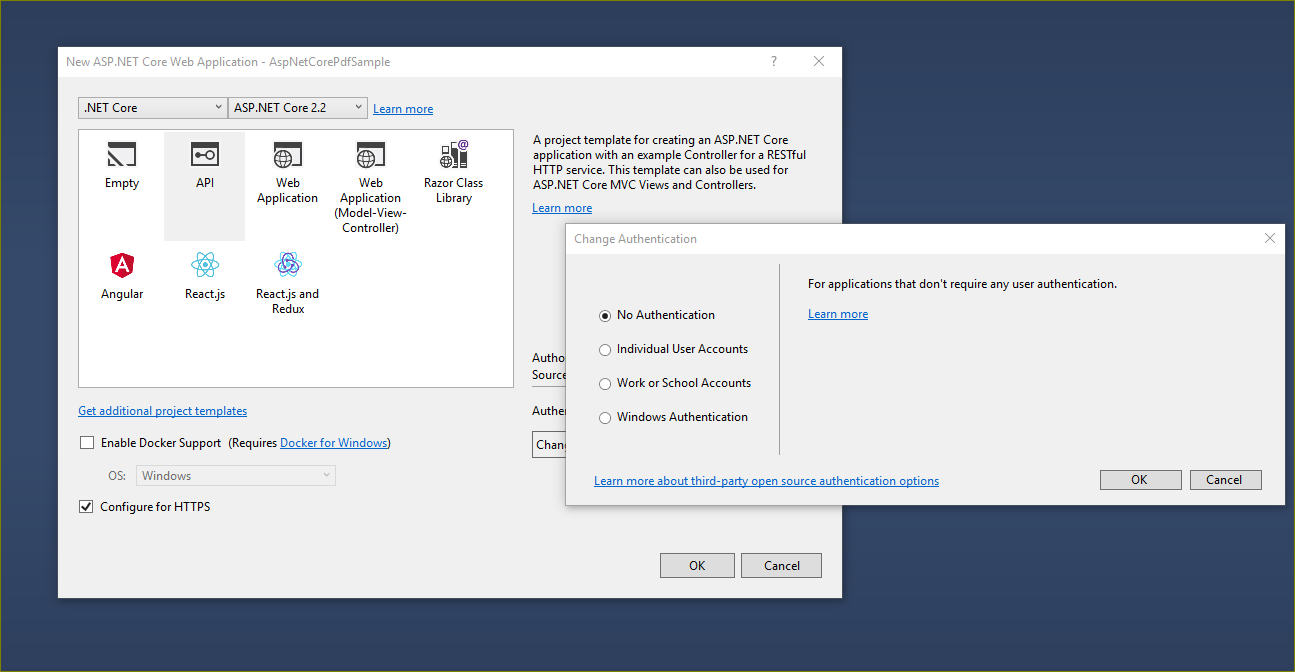 New ASP.NET Core Web Application - AspNetCorePdfSample
?
.NET Core
ASP.NET Core 2.2
Learn more
Empty
API
Web
Application
Web
Application
(Model-View-
Controller)
Razor Class
Library
Angular
React.js
React.js and
Redux
A project template for creating an ASP.NET Core
application with an example Controller for a RESTful
HTTP service. This template can also be used for
ASP.NET Core MVC Views and Controllers.
Learn more
Autho
Source
Authe
Chan
Get additional project templates
Enable Docker Support (Requires Docker for Windows)
OS:
Windows
Configure for HTTPS
OK
Cancel
Change Authentication
No Authentication
Individual User Accounts
Work or School Accounts
Windows Authentication
For applications that don't require any user authentication.
Learn more
Learn more about third-party open source authentication options
OK
Cancel